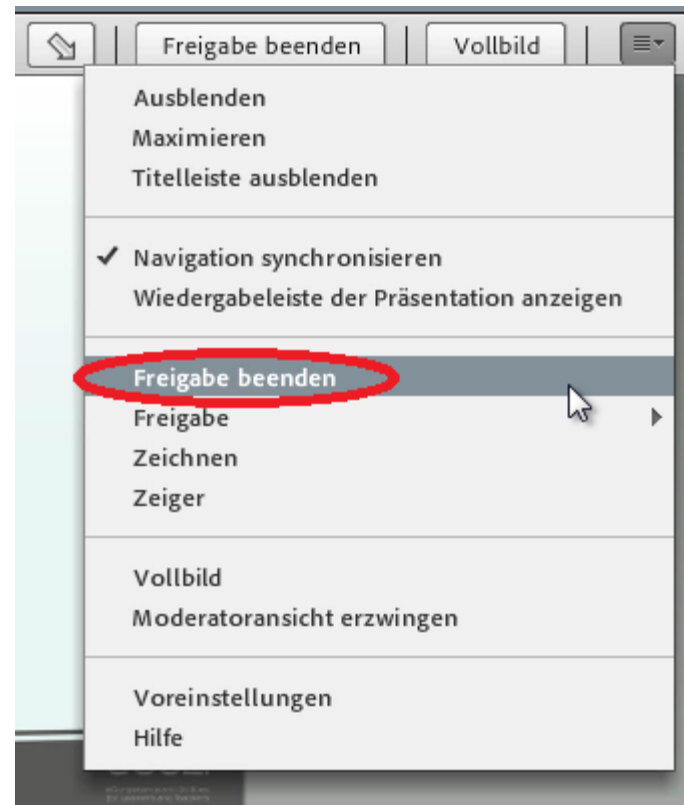 Freigabe beenden Vollbild
Ausblenden
Maximieren
Titelleiste ausblenden
Navigation synchronisieren
Wiedergabeleiste der Präsentation anzeigen
Freigabe beenden
Freigabe
Zeichnen
Zeiger
Vollbild
Moderatoransicht erzwingen
Voreinstellungen
Hilfe